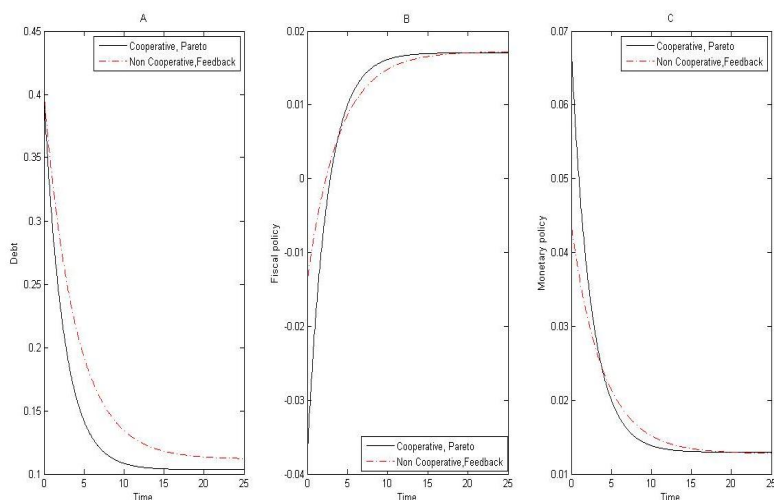 A
0.45
0.4
0.35
0.3
0.25
0.2
0.15
0.1
0
5
10
15
20
25
Debt
Time
Cooperative, Pareto
Non Cooperative,Feedback
B
0.02
0.01
0
-0.01
-0.02
-0.03
-0.04
0
5
10
15
20
25
Fiscal policy
Time
Cooperative, Pareto
Non Cooperative,Feedback
C
0.07
0.06
0.05
0.04
0.03
0.02
0.01
0
5
10
15
20
25
Monetary policy
Time
Cooperative, Pareto
Non Cooperative,Feedback